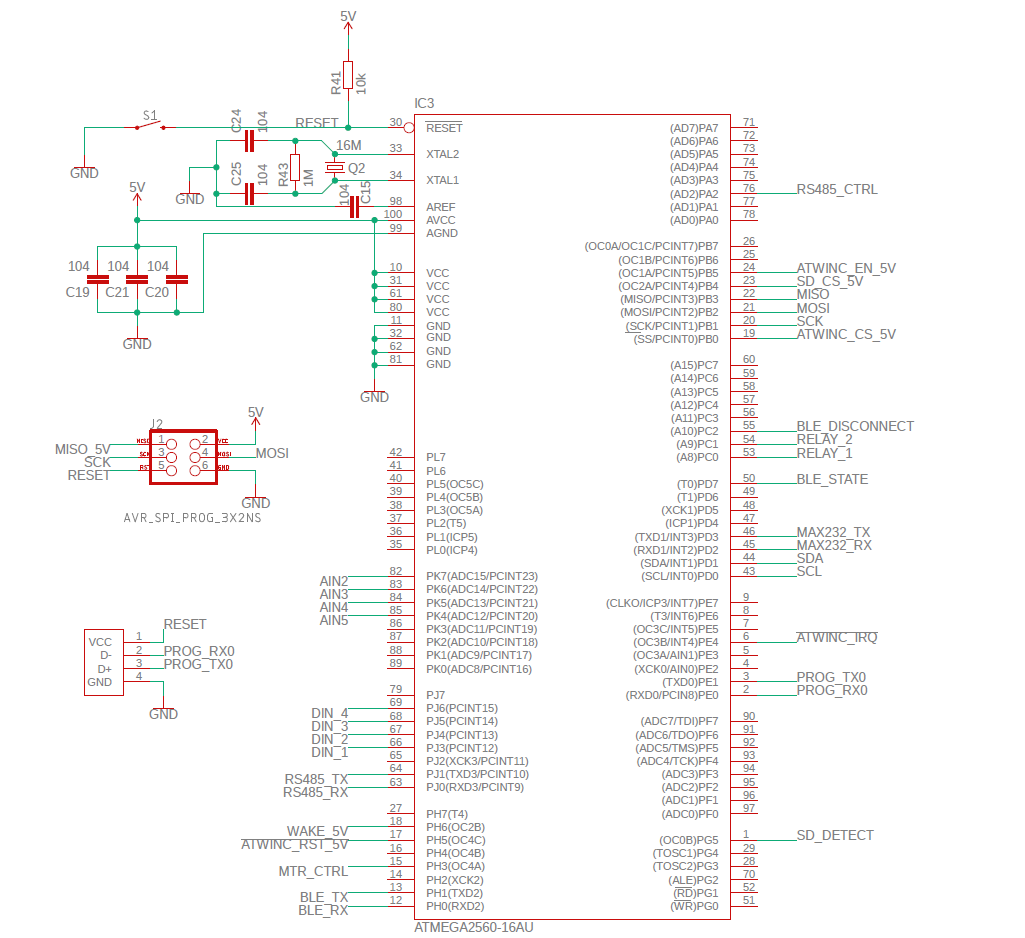 5V
R41
10k
IC3
S1
C24
104
RESET
30
RESET
(AD7)PA7
71
(AD6)PA6
72
16M
33
XTAL2
(AD5)PA5
73
(AD4)PA4
74
GND
C25
104
R43
1M
Q2
34
XTAL1
(AD3)PA3
75
(AD2)PA2
76
RS485_CTRL
5V
GND
104
C15
98
AREF
(AD1)PA1
77
100
AVCC
(AD0)PA0
78
99
AGND
(OC0A/OC1C/PCINT7)PB7
26
(OC1B/PCINT6)PB6
25
104
104
104
10
VCC
(OC1A/PCINT5)PB5
24
ATWINC_EN_5V
31
VCC
(OC2A/PCINT4)PB4
23
SD_CS_5V
C19
C21
C20
61
VCC
(MISO/PCINT3)PB3
22
MISO
80
VCC
(MOSI/PCINT2)PB2
21
MOSI
11
GND
(SCK/PCINT1)PB1
20
SCK
32
GND
(SS/PCINT0)PB0
19
ATWINC_CS_5V
GND
62
GND
81
GND
(A15)PC7
60
(A14)PC6
59
GND
(A13)PC5
58
(A12)PC4
57
(A11)PC3
56
5V
J2
(A10)PC2
55
BLE_DISCONNECT
(A9)PC1
54
RELAY_2
(A8)PC0
53
RELAY_1
MISO_5V
MISO
1
2
VCC
SCK
SCK
3
4
MOSI
MOSI
RESET
RST
5
6
GND
GND
AVR_SPI_PROG_3X2NS
42
PL7
41
PL6
40
PL5(OC5C)
(T0)PD7
50
BLE_STATE
39
PL4(OC5B)
(T1)PD6
49
38
PL3(OC5A)
(XCK1)PD5
48
37
PL2(T5)
(ICP1)PD4
47
36
PL1(ICP5)
(TXD1/INT3)PD3
46
MAX232_TX
35
PL0(ICP4)
(RXD1/INT2)PD2
45
MAX232_RX
(SDA/INT1)PD1
44
SDA
AIN2
82
PK7(ADC15/PCINT23)
(SCL/INT0)PD0
43
SCL
AIN3
83
PK6(ADC14/PCINT22)
AIN4
84
PK5(ADC13/PCINT21)
(CLKO/ICP3/INT7)PE7
9
AIN5
85
PK4(ADC12/PCINT20)
(T3/INT6)PE6
8
86
PK3(ADC11/PCINT19)
(OC3C/INT5)PE5
7
87
PK2(ADC10/PCINT18)
(OC3B/INT4)PE4
6
ATWINC_IRQ
88
PK1(ADC9/PCINT17)
(OC3A/AIN1)PE3
5
89
PK0(ADC8/PCINT16)
(XCK0/AIN0)PE2
4
(TXD0)PE1
3
PROG_TX0
(RXD0/PCIN8)PE0
2
PROG_RX0
RESET
VCC
1
D-
2
PROG_RX0
D+
3
PROG_TX0
GND
4
GND
79
PJ7
DIN_4
69
PJ6(PCINT15)
DIN_3
68
PJ5(PCINT14)
(ADC7/TDI)PF7
90
DIN_2
67
PJ4(PCINT13)
(ADC6/TDO)PF6
91
DIN_1
66
PJ3(PCINT12)
(ADC5/TMS)PF5
92
65
PJ2(XCK3/PCINT11)
(ADC4/TCK)PF4
93
RS485_TX
64
PJ1(TXD3/PCINT10)
(ADC3)PF3
94
RS485_RX
63
PJ0(RXD3/PCINT9)
(ADC2)PF2
95
(ADC1)PF1
96
27
PH7(T4)
(ADC0)PF0
97
WAKE_5V
18
PH6(OC2B)
ATWINC_RST_5V
17
PH5(OC4C)
(OC0B)PG5
1
SD_DETECT
16
PH4(OC4B)
(TOSC1)PG4
29
MTR_CTRL
15
PH3(OC4A)
(TOSC2)PG3
28
14
PH2(XCK2)
(ALE)PG2
70
BLE_TX
13
PH1(TXD2)
(RD)PG1
52
BLE_RX
12
PH0(RXD2)
(WR)PG0
51
ATMEGA2560-16AU